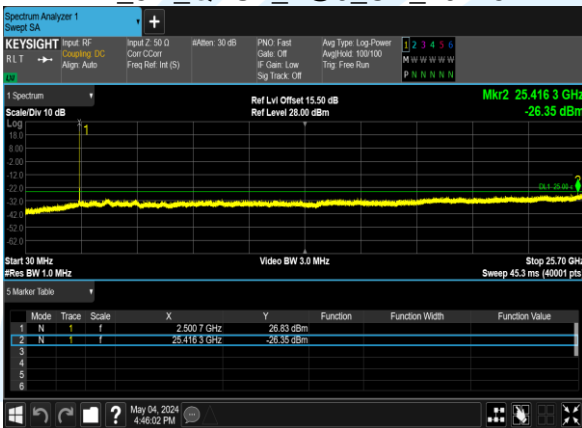 Spectrum Analyzer 1
Swept SA
+
KEYSIGHT Input: RF Input Z: 50 Ω #Atten: 30 dB PNO: Fast Avg Type: Log-Power 1 2 3 4 5 6
RLT Coupling: DC Corr CCorr Gate: Off Avg|Hold: 100/100 M W W W W W
Align: Auto Freq Ref: Int (S) IF Gain: Low Trig: Free Run
LW Sig Track: Off P N N N N N
1 Spectrum Ref Lvl Offset 15.50 dB Mkr2 25.416 3 GHz
Scale/Div 10 dB Ref Level 28.00 dBm -26.35 dBm
Log
18.0 1
8.00
-2.00
-12.0 2
-22.0
-32.0
-42.0
-52.0
-62.0
Start 30 MHz Video BW 3.0 MHz Stop 25.70 GHz
#Res BW 1.0 MHz Sweep 45.3 ms (40001 pts
5 Marker Table
Mode Trace Scale X Y Function Function Width Function Value
1 N 1 f 2.500 7 GHz 26.83 dBm
2 N 1 f 25.416 3 GHz -26.35 dBm
3
4
5
6
? May 04, 2024
4:46:02 PM